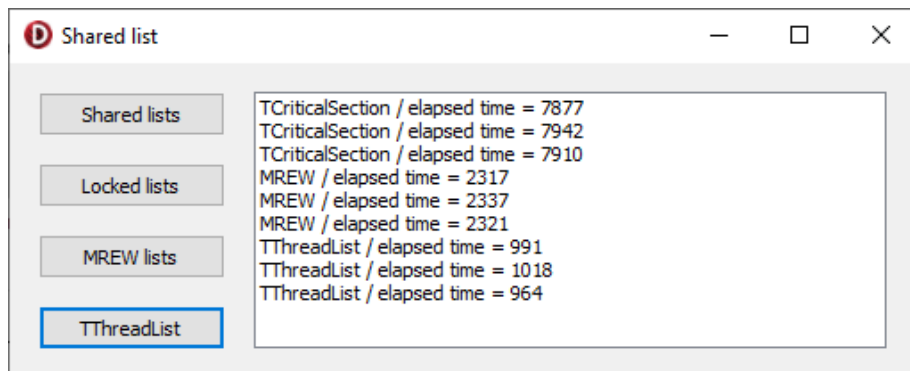 Shared list
Shared lists
Locked lists
MREW lists
TThreadList
TCriticalSection / elapsed time = 7877
TCriticalSection / elapsed time = 7942
TCriticalSection / elapsed time = 7910
MREW / elapsed time = 2317
MREW / elapsed time = 2337
MREW / elapsed time = 2321
TThreadList / elapsed time = 991
TThreadList / elapsed time = 1018
TThreadList / elapsed time = 964